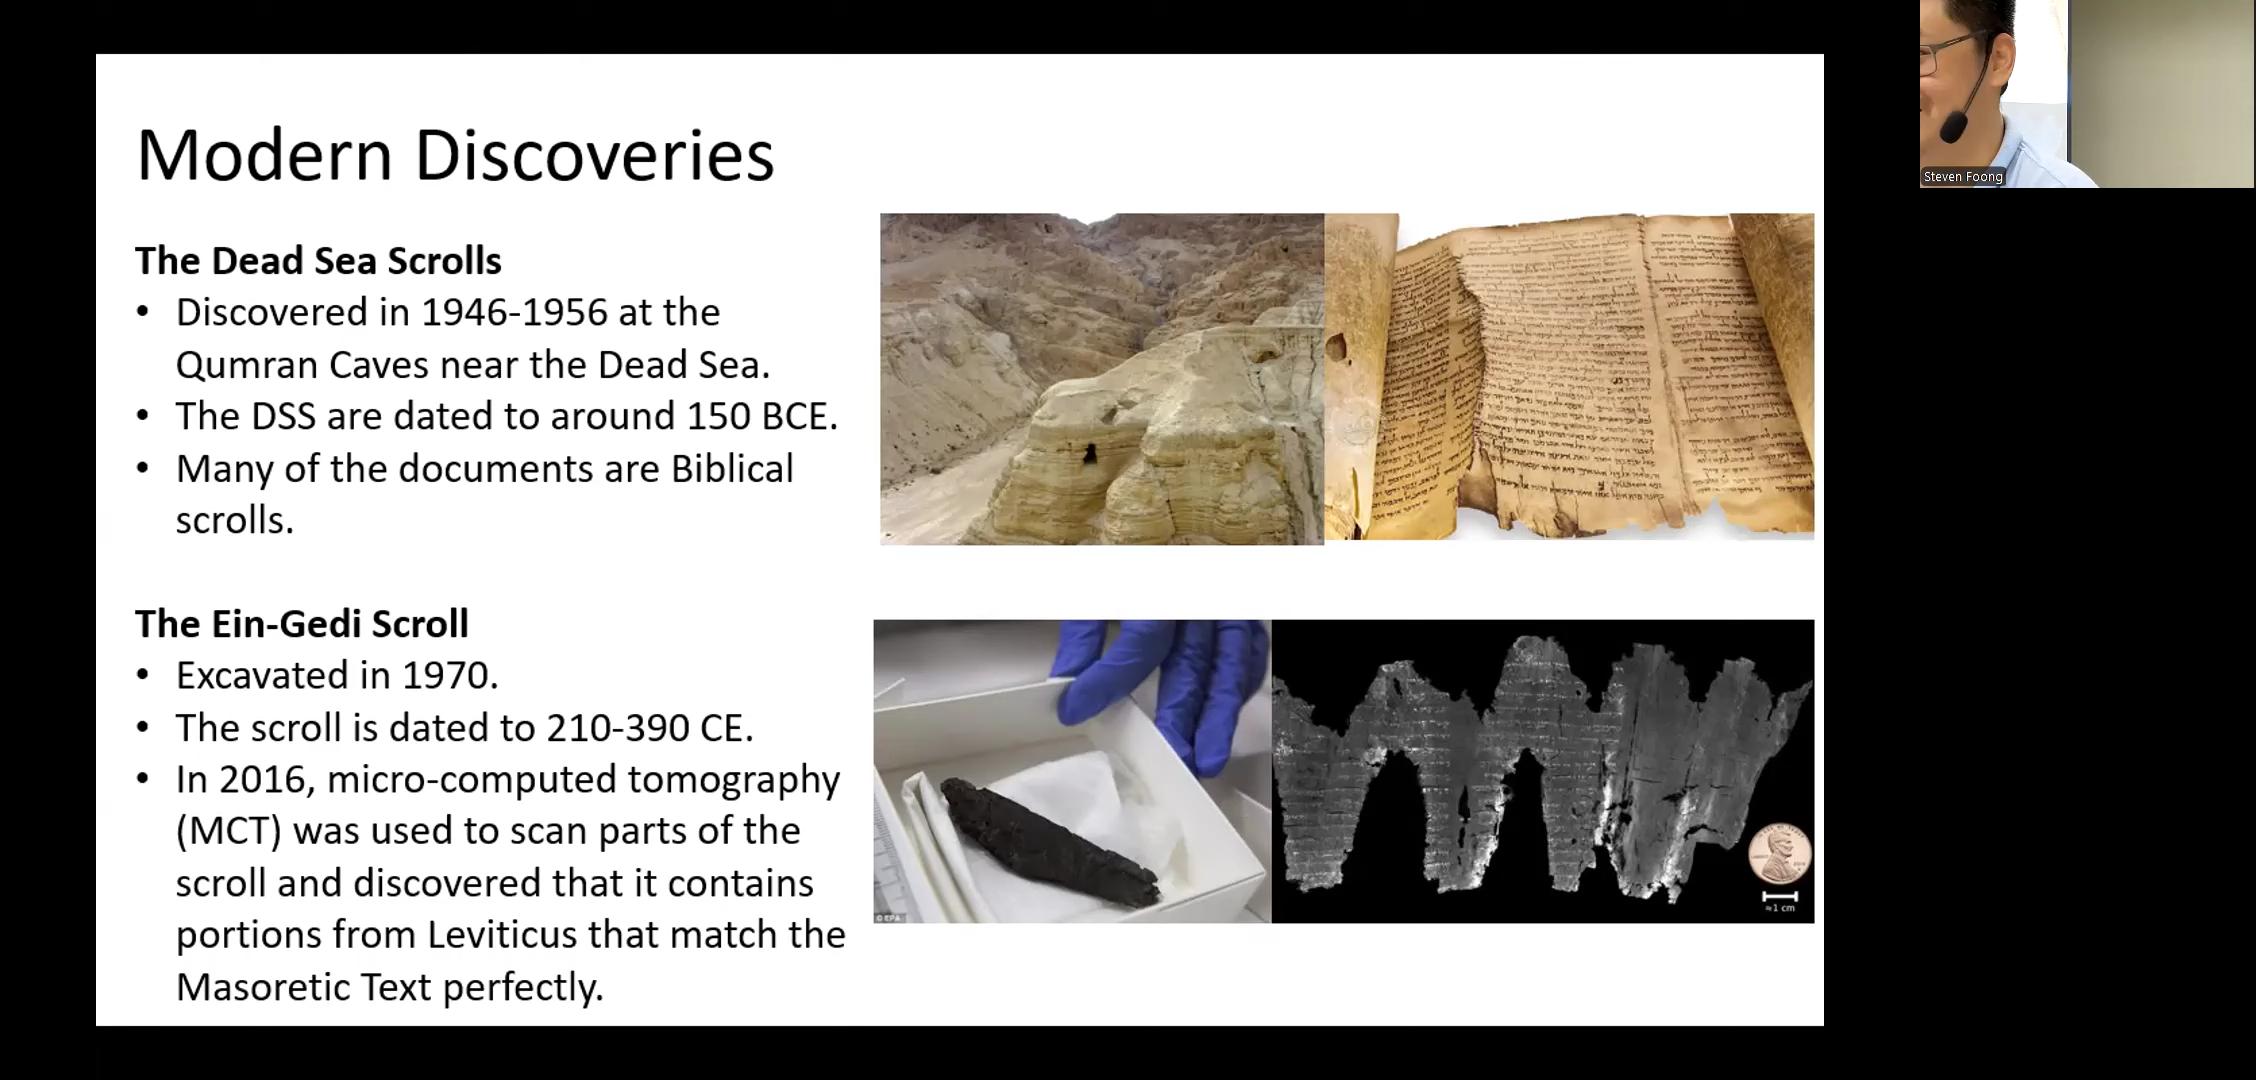 Modern Discoveries
The Dead Sea Scrolls
• Discovered in 1946-1956 at the
Qumran Caves near the Dead Sea.
• The DSS are dated to around 150 BCE.
• Many of the documents are Biblical
scrolls.
The Ein-Gedi Scroll
• Excavated in 1970.
• The scroll is dated to 210-390 CE.
• In 2016, micro-computed tomography
(MCT) was used to scan parts of the
scroll and discovered that it contains
portions from Leviticus that match the
Masoretic Text perfectly.
© EPA
≈1 cm
Steven Foong